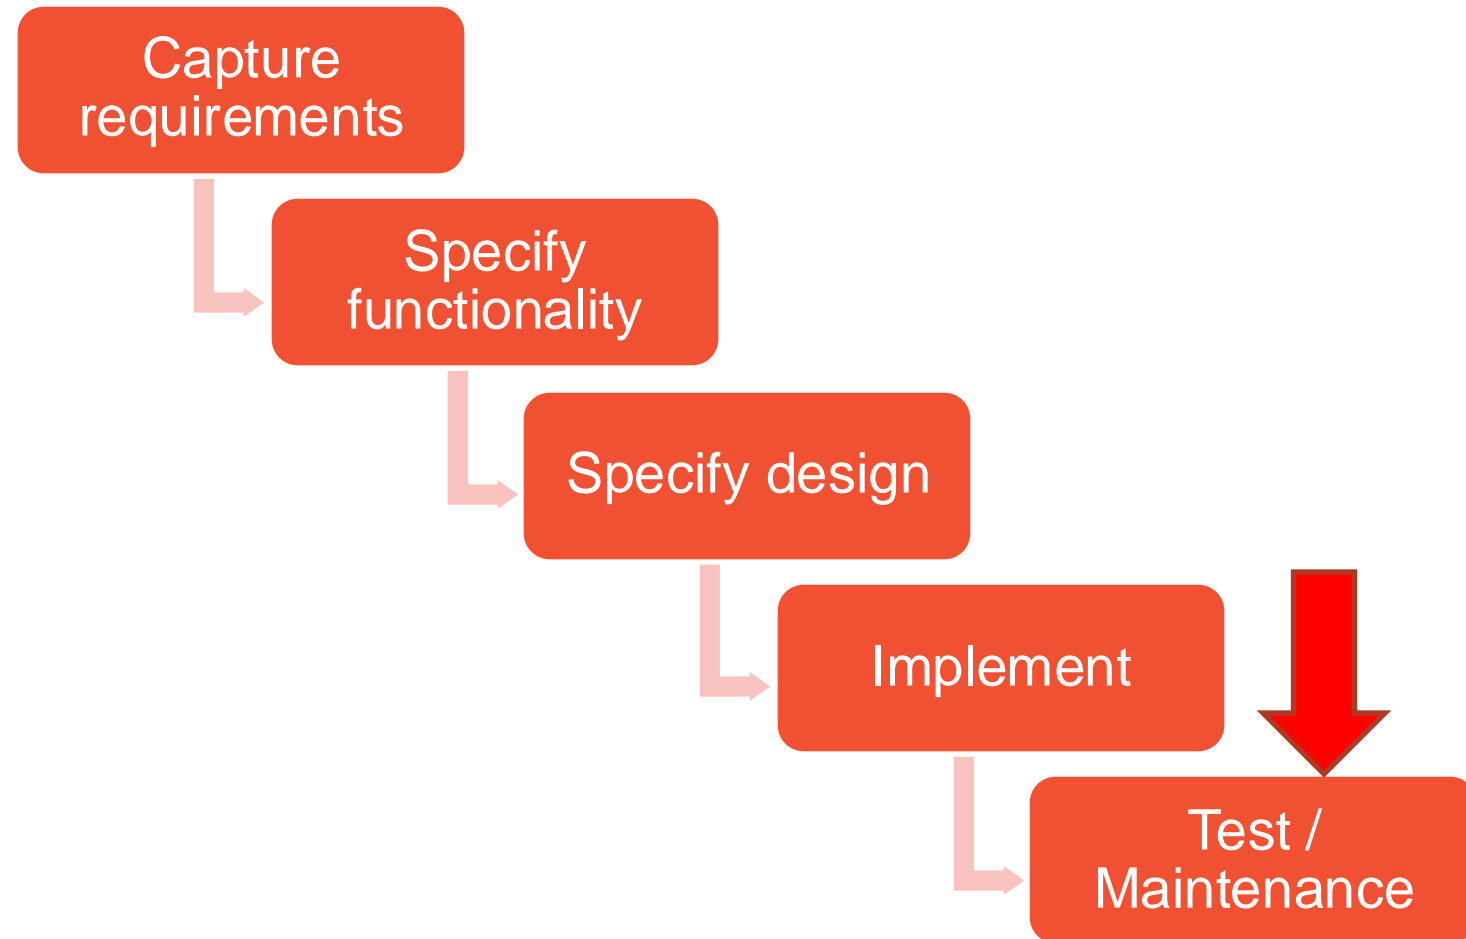 Capture
requirements
Specify
functionality
Specify design
Implement
Test /
Maintenance